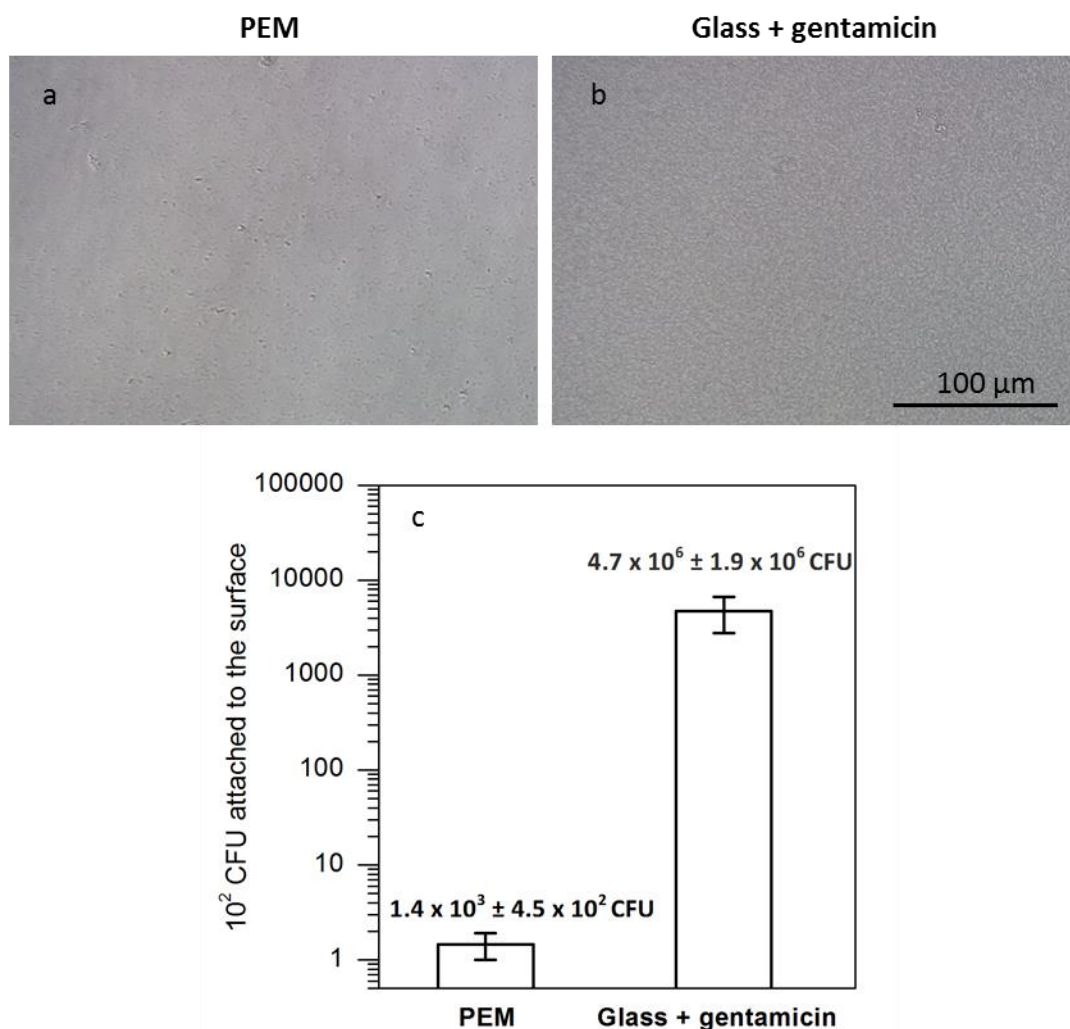 PEM
Glass + gentamicin
a
b
100 µm
c
100000
10000
1000
100
10
1
10² CFU attached to the surface
4.7 x 10⁶ ± 1.9 x 10⁶ CFU
1.4 x 10³ ± 4.5 x 10² CFU
PEM
Glass + gentamicin